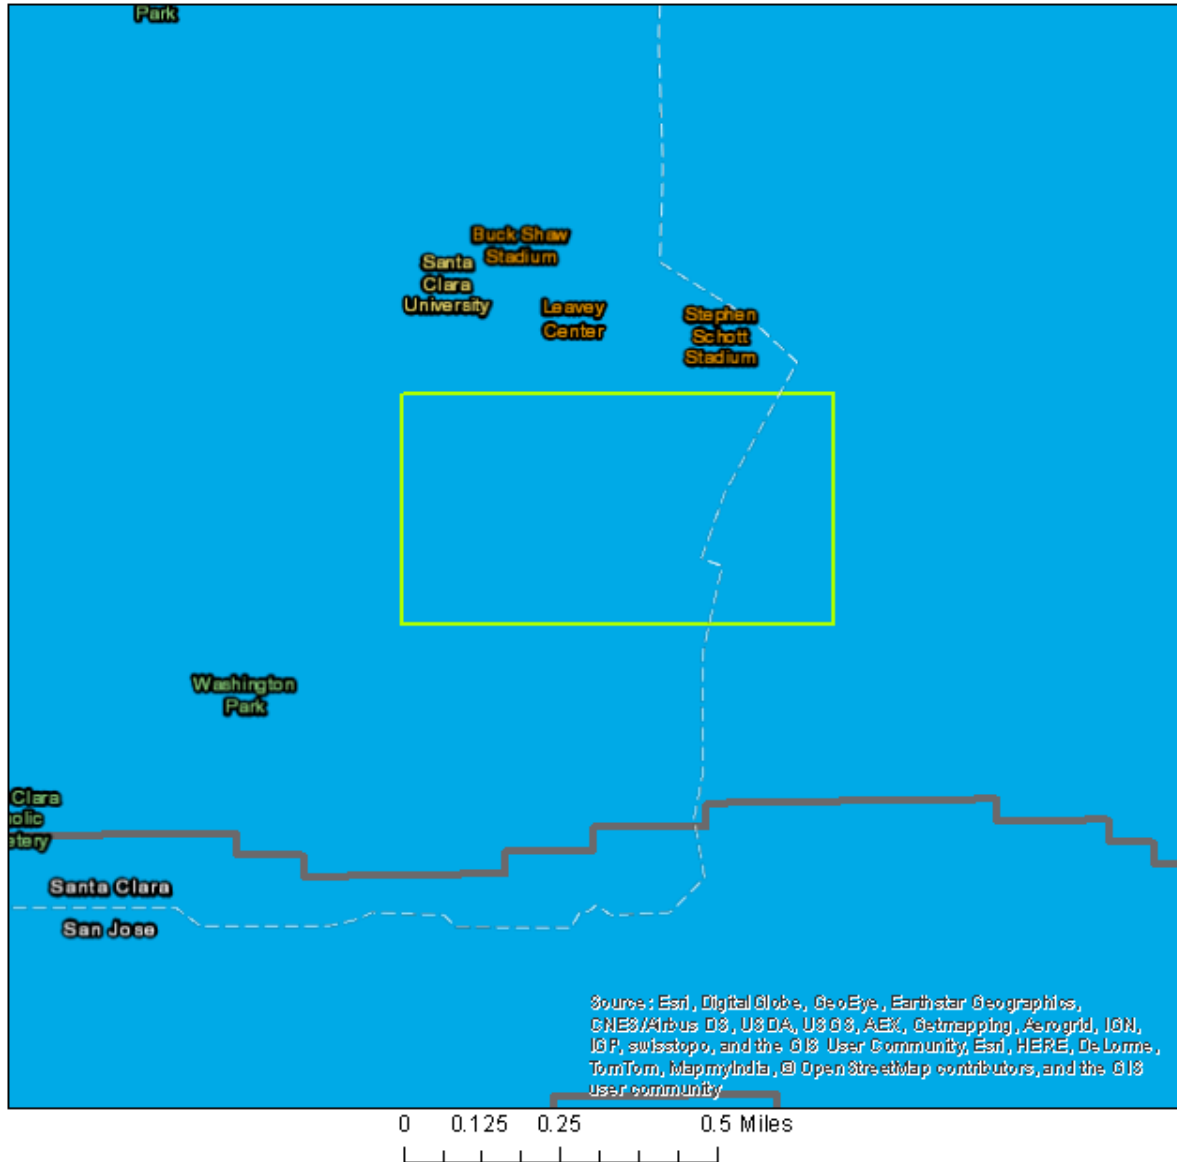 Park
Buck Shaw
Stadium
Santa
Clara
University
Leavey
Center
Stephen
Schott
Stadium
Washington
Park
Clara
olic
etery
Santa Clara
San Jose
Source: Esri, DigitalGlobe, GeoEye, Earthstar Geographics,
CNES/Airbus DS, USDA, USGS, AEX, Getmapping, Aerogrid, IGN,
IGP, swisstopo, and the GIS User Community, Esri, HERE, DeLorme,
TomTom, MapmyIndia, © OpenStreetMap contributors, and the GIS
user community
0 0.125 0.25 0.5 Miles